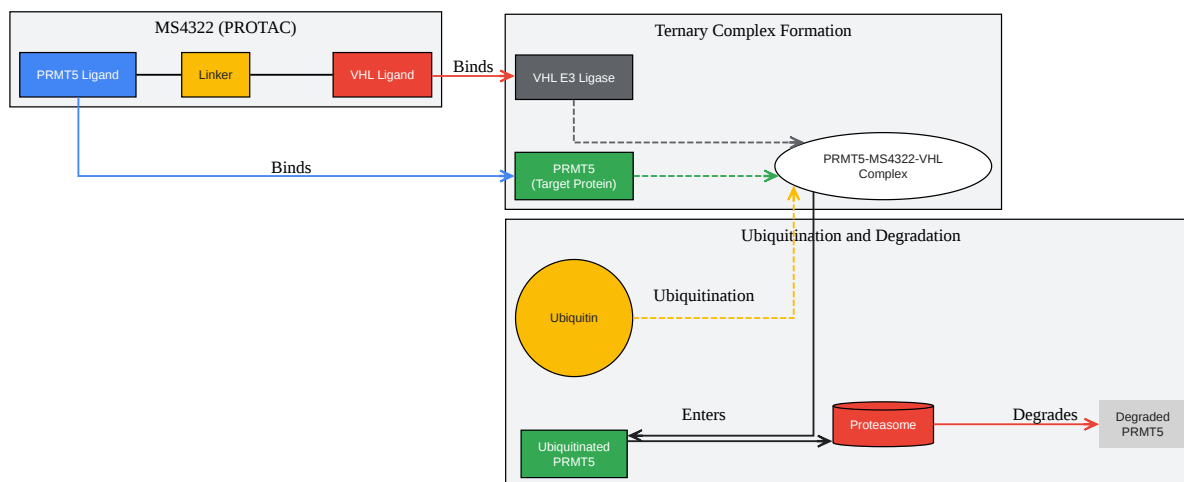 MS4322 (PROTAC)
PRMT5 Ligand
Linker
VHL Ligand
Binds
Binds
Ternary Complex Formation
VHL E3 Ligase
PRMT5
(Target Protein)
PRMT5-MS4322-VHL
Complex
Ubiquitination and Degradation
Ubiquitin
Ubiquitination
Enters
Ubiquitinated
PRMT5
Proteasome
Degrades
Degraded
PRMT5